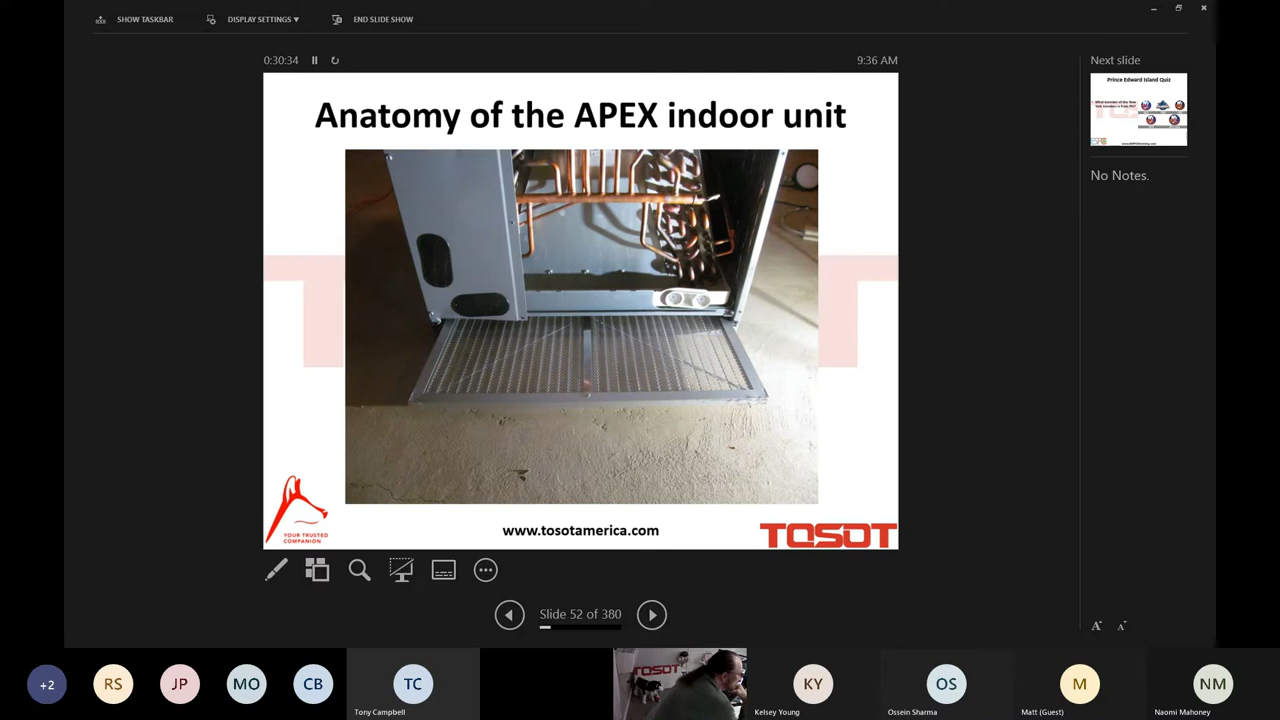 SHOW TASKBAR
DISPLAY SETTINGS ▾
END SLIDE SHOW
0:30:34
9:36 AM
Next slide
Anatomy of the APEX indoor unit
Prince Edward Island Quiz
No Notes.
YOUR TRUSTED
COMPANION
www.tosotamerica.com
TOSOT
Slide 52 of 380
A A
+2
RS
JP
MO
CB
TC
Tony Campbell
TOSOT
KY
Kelsey Young
OS
Ossein Sharma
M
Matt (Guest)
NM
Naomi Mahoney